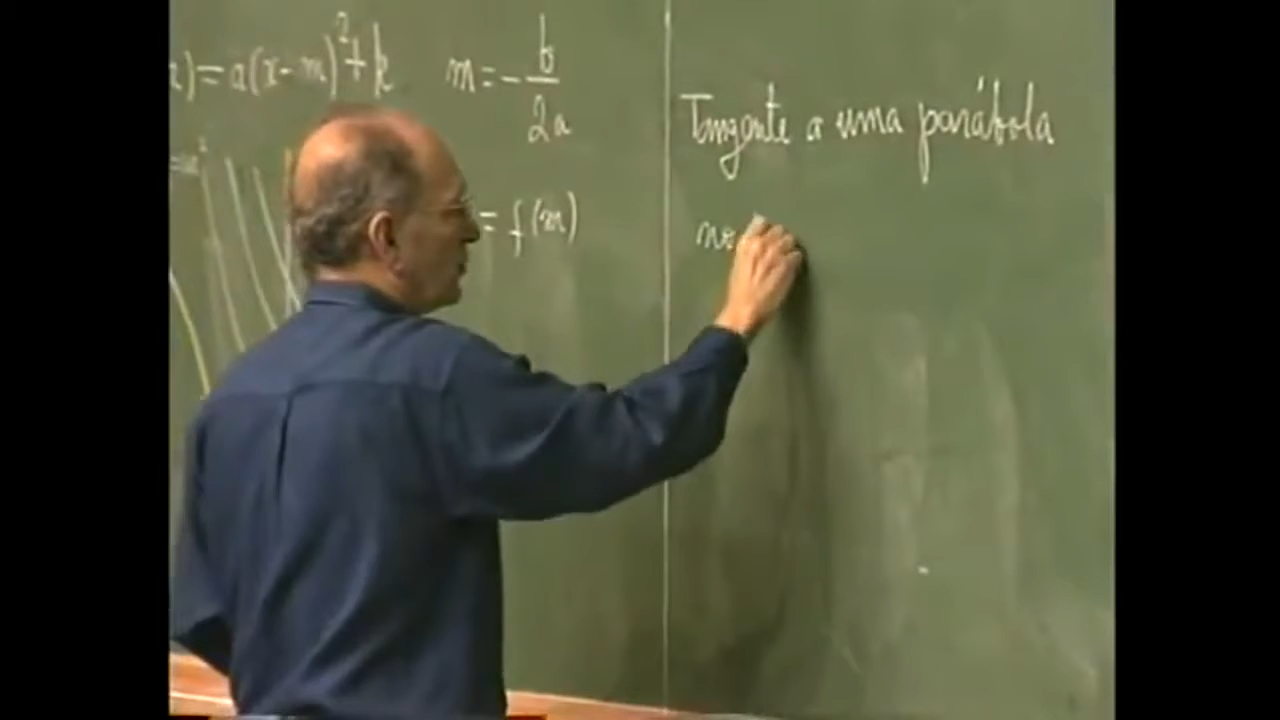 ) = a(x-m)²+k
m = - b/2a
= f(m)
Tangente a uma parábola
no